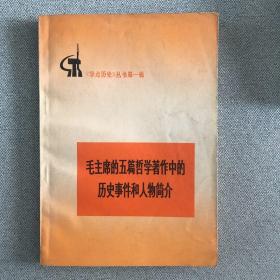 《学点历史》丛书第一辑
毛主席的五篇哲学著作中的
历史事件和人物简介